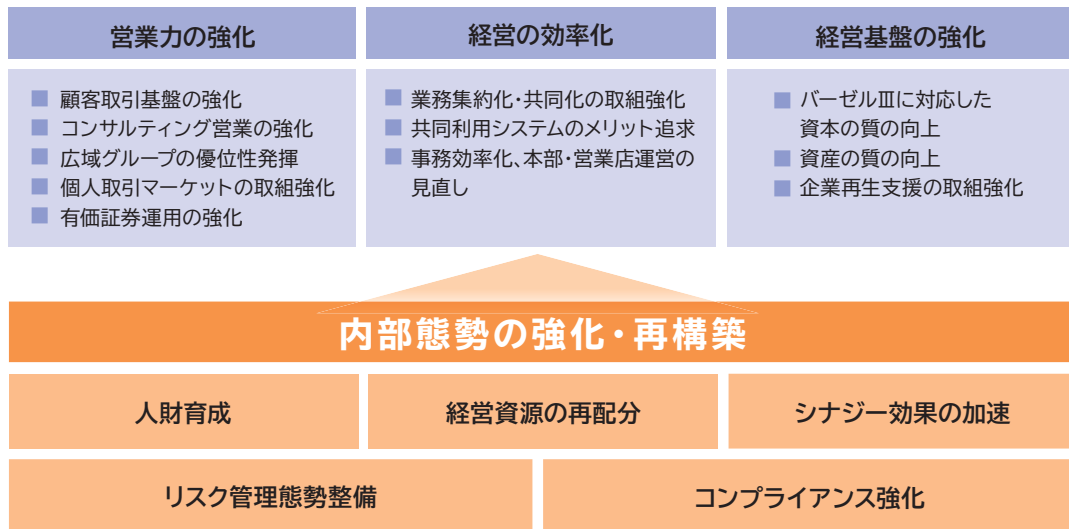 営業力の強化
顧客取引基盤の強化
コンサルティング営業の強化
広域グループの優位性発揮
個人取引マーケットの取組強化
有価証券運用の強化
経営の効率化
業務集約化・共同化の取組強化
共同利用システムのメリット追求
事務効率化、本部・営業店運営の
見直し
経営基盤の強化
バーゼルⅢに対応した
資本の質の向上
資産の質の向上
企業再生支援の取組強化
内部態勢の強化・再構築
人財育成
経営資源の再配分
シナジー効果の加速
リスク管理態勢整備
コンプライアンス強化